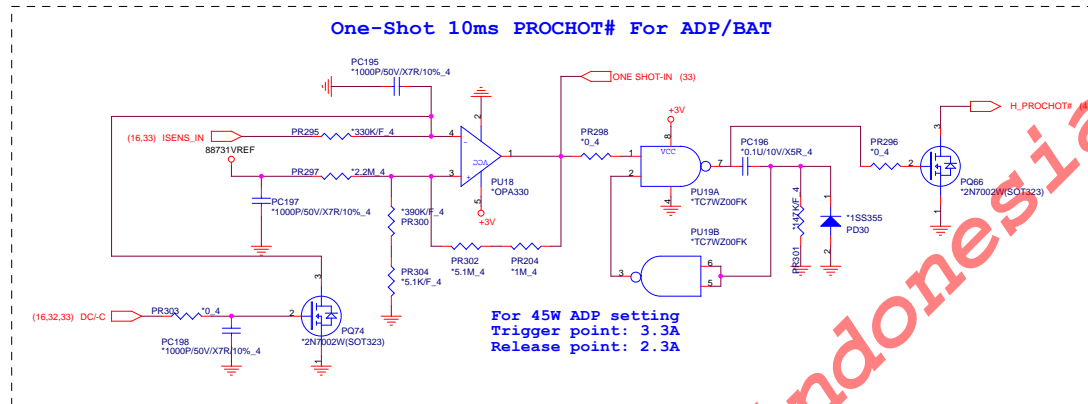 One-Shot 10ms PROCHOT# For ADP/BAT
PC195
*1000P/50V/X7R/10%_4
ONE SHOT-IN (33)
+3V
H_PROCHOT# (4
(16,33) ISENS_IN
PR295
*330K/F_4
88731VREF
PR297
*2.2M_4
PC197
*1000P/50V/X7R/10%_4
2
4
-
VCC
3
+
1
5
+3V
PU18
*OPA330
PR298
*0_4
8
VCC
1
2
7
4
PU19A
*TC7WZ00FK
PC196
*0.1U/10V/X5R_4
PR296
*0_4
3
2
1
PQ66
*2N7002W(SOT323)
*390K/F_4
PR300
PR302
*5.1M_4
PR204
*1M_4
PR304
*5.1K/F_4
PU19B
*TC7WZ00FK
3
6
5
*147K/F_4
PR301
1
*1SS355
PD30
2
(16,32,33) DC/-C
PR303
*0_4
PC198
*1000P/50V/X7R/10%_4
3
2
1
PQ74
*2N7002W(SOT323)
For 45W ADP setting
Trigger point: 3.3A
Release point: 2.3A
ndonesia